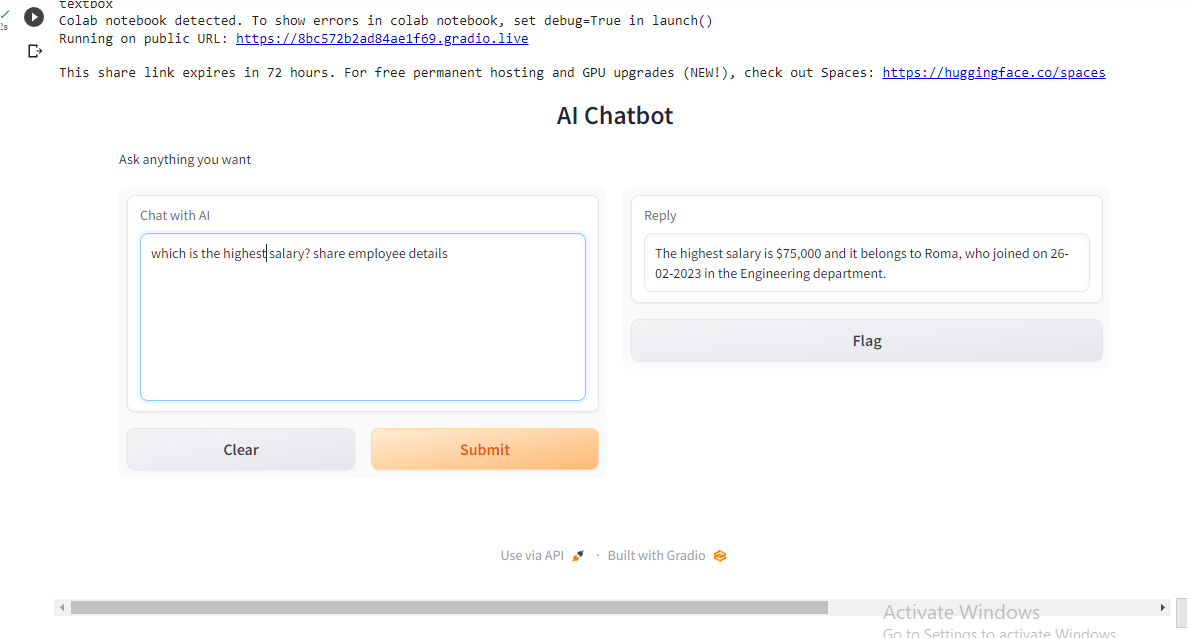 textbox
Colab notebook detected. To show errors in colab notebook, set debug=True in launch()
Running on public URL: https://8bc572b2ad84ae1f69.gradio.live
This share link expires in 72 hours. For free permanent hosting and GPU upgrades (NEW!), check out Spaces: https://huggingface.co/spaces
AI Chatbot
Ask anything you want
Chat with AI
which is the highest salary? share employee details
Clear
Submit
Reply
The highest salary is $75,000 and it belongs to Roma, who joined on 26-
02-2023 in the Engineering department.
Flag
Use via API · Built with Gradio
Activate Windows
Go to Settings to activate Windows